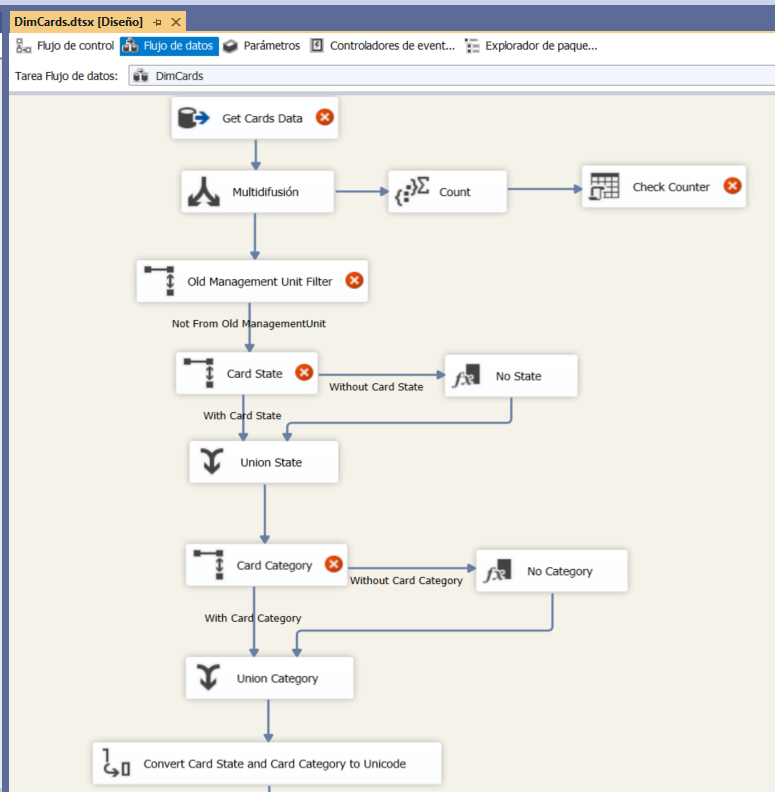 DimCards.dtsx [Diseño]
Flujo de control Flujo de datos Parámetros Controladores de event... Explorador de paque...
Tarea Flujo de datos: DimCards
Get Cards Data
Multidifusión
Count
Check Counter
Old Management Unit Filter
Not From Old ManagementUnit
Card State
Without Card State
No State
With Card State
Union State
Card Category
Without Card Category
No Category
With Card Category
Union Category
Convert Card State and Card Category to Unicode